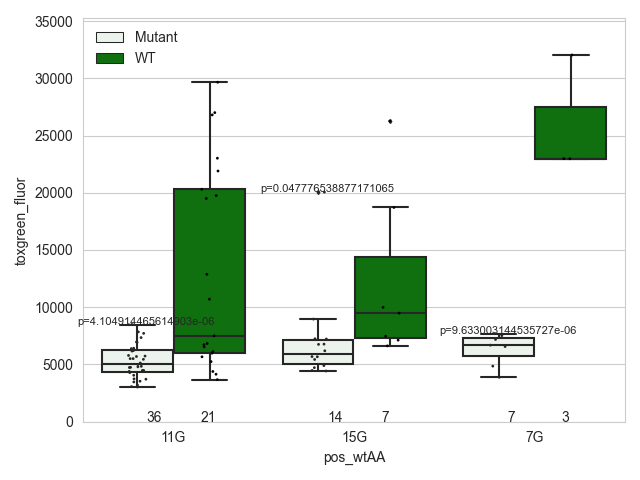 35000
30000
25000
20000
15000
10000
5000
0
toxgreen_fluor
Mutant
WT
p=4.104914465614903e-06
p=0.047776538877171065
p=9.633003144535727e-06
36 21 14 7 7 3
11G 15G 7G
pos_wtAA